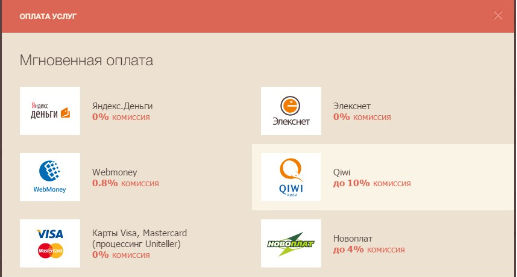 ОПЛАТА УСЛУГ
Мгновенная оплата
Яндекс
деньги
Яндекс.Деньги
0% комиссия
Элекснет
Элекснет
0% комиссия
WebMoney
Webmoney
0.8% комиссия
QIWI
Qiwi
до 10% комиссия
VISA
MasterCard
Карты Visa, Mastercard
(процессинг Uniteller)
0% комиссия
НОВОПЛАТ
Новоплат
до 4% комиссия